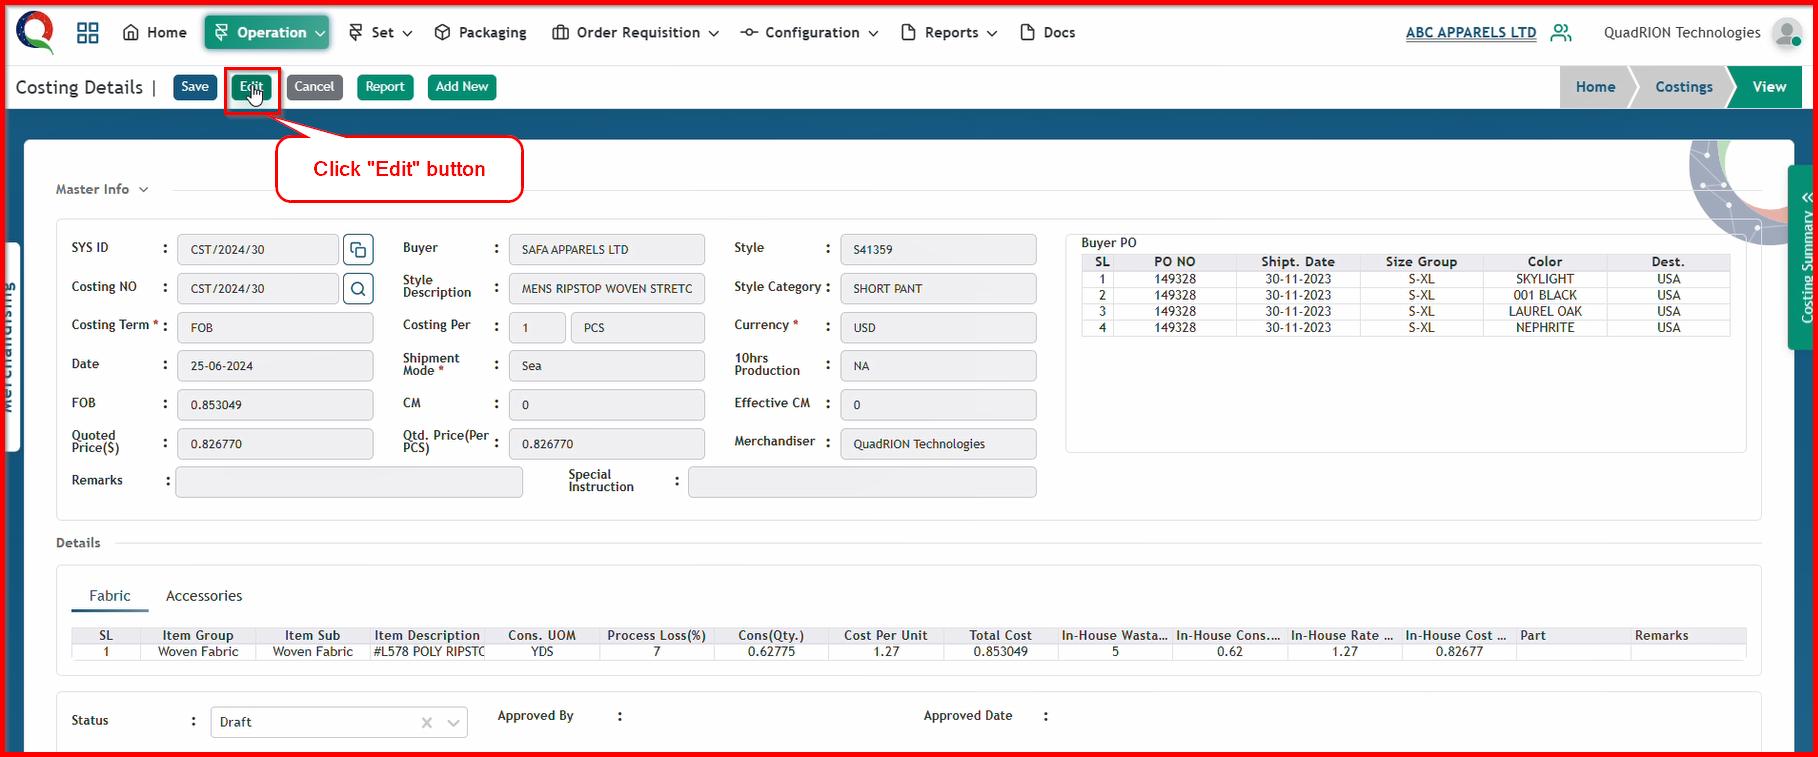 Home
Operation
Set
Packaging
Order Requisition
Configuration
Reports
Docs
ABC APPARELS LTD
QuadRION Technologies
Costing Details |
Save
Edit
Cancel
Report
Add New
Home
Costings
View
Click "Edit" button
Master Info
SYS ID : CST/2024/30
Buyer : SAFA APPARELS LTD
Style : S41359
Costing NO : CST/2024/30
Style Description : MENS RIPSTOP WOVEN STRETC
Style Category : SHORT PANT
Costing Term * : FOB
Costing Per : 1 PCS
Currency * : USD
Date : 25-06-2024
Shipment Mode * : Sea
10hrs Production : NA
FOB : 0.853049
CM : 0
Effective CM : 0
Quoted Price($) : 0.826770
Qtd. Price(Per PCS) : 0.826770
Merchandiser : QuadRION Technologies
Remarks :
Special Instruction :
Buyer PO
SL PO NO Shipt. Date Size Group Color Dest.
1 149328 30-11-2023 S-XL SKYLIGHT USA
2 149328 30-11-2023 S-XL 001 BLACK USA
3 149328 30-11-2023 S-XL LAUREL OAK USA
4 149328 30-11-2023 S-XL NEPHRITE USA
Costing Summary
Merchandising
Details
Fabric
Accessories
SL Item Group Item Sub Item Description Cons. UOM Process Loss(%) Cons(Qty.) Cost Per Unit Total Cost In-House Wasta... In-House Cons.... In-House Rate ... In-House Cost ... Part Remarks
1 Woven Fabric Woven Fabric #L578 POLY RIPSTC YDS 7 0.62775 1.27 0.853049 5 0.62 1.27 0.82677
Status : Draft
Approved By :
Approved Date :